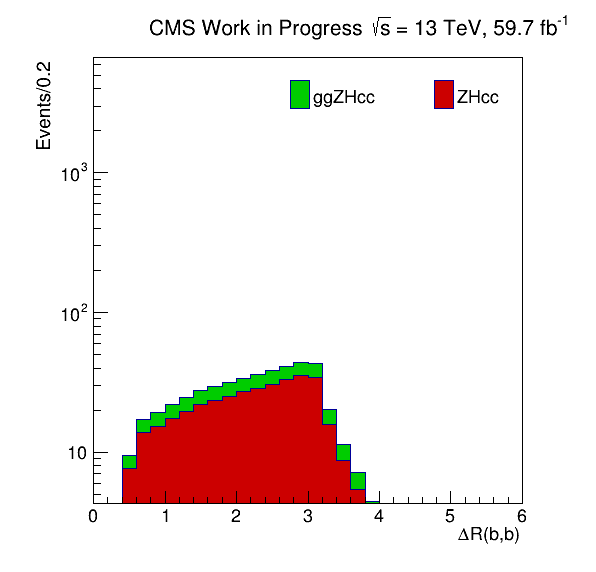 CMS Work in Progress √s = 13 TeV, 59.7 fb⁻¹
Events/0.2
ggZHcc ZHcc
10³
10²
10
0 1 2 3 4 5 6
ΔR(b,b)